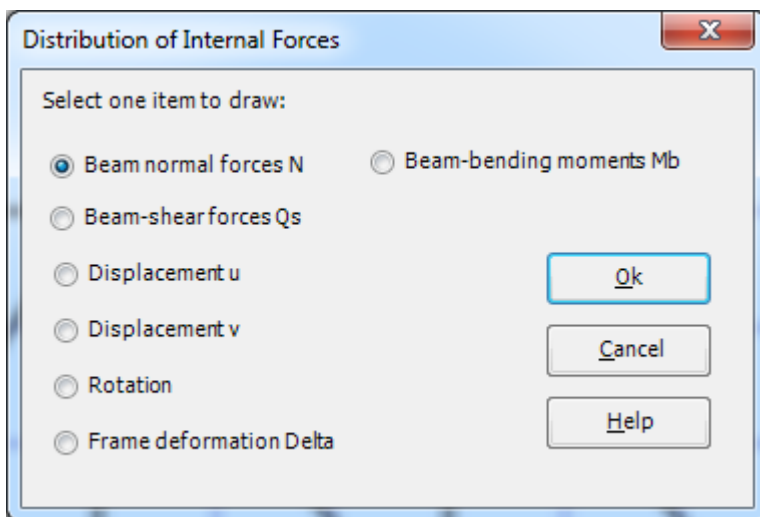 Distribution of Internal Forces
Select one item to draw:
Beam normal forces N
Beam-bending moments Mb
Beam-shear forces Qs
Displacement u
Displacement v
Rotation
Frame deformation Delta
Ok
Cancel
Help